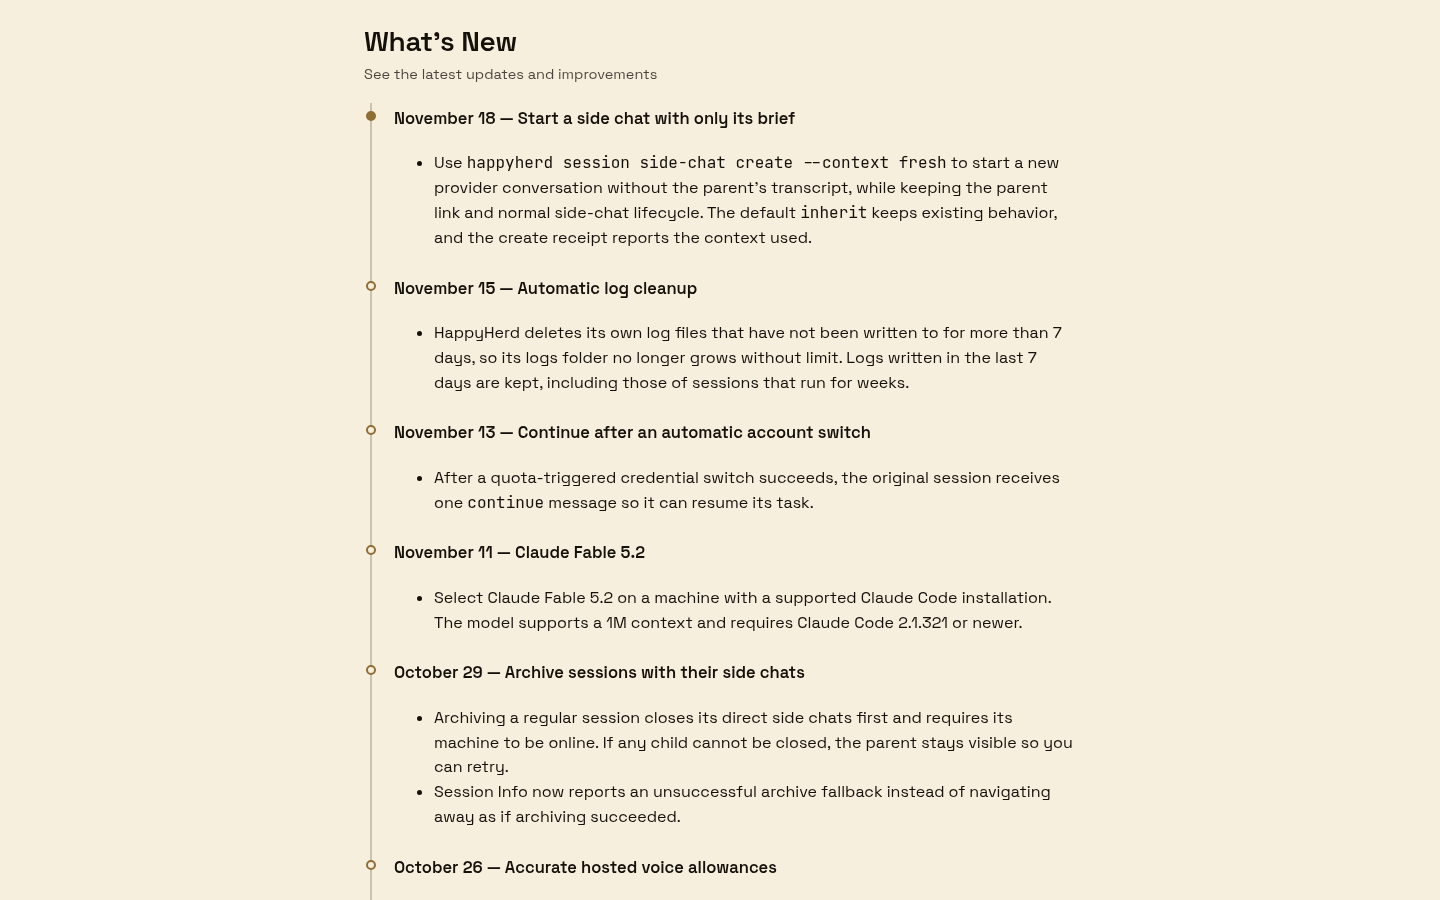 What's New
See the latest updates and improvements
November 18 — Start a side chat with only its brief
• Use happyherd session side-chat create --context fresh to start a new
provider conversation without the parent's transcript, while keeping the parent
link and normal side-chat lifecycle. The default inherit keeps existing behavior,
and the create receipt reports the context used.
November 15 — Automatic log cleanup
• HappyHerd deletes its own log files that have not been written to for more than 7
days, so its logs folder no longer grows without limit. Logs written in the last 7
days are kept, including those of sessions that run for weeks.
November 13 — Continue after an automatic account switch
• After a quota-triggered credential switch succeeds, the original session receives
one continue message so it can resume its task.
November 11 — Claude Fable 5.2
• Select Claude Fable 5.2 on a machine with a supported Claude Code installation.
The model supports a 1M context and requires Claude Code 2.1.321 or newer.
October 29 — Archive sessions with their side chats
• Archiving a regular session closes its direct side chats first and requires its
machine to be online. If any child cannot be closed, the parent stays visible so you
can retry.
• Session Info now reports an unsuccessful archive fallback instead of navigating
away as if archiving succeeded.
October 26 — Accurate hosted voice allowances